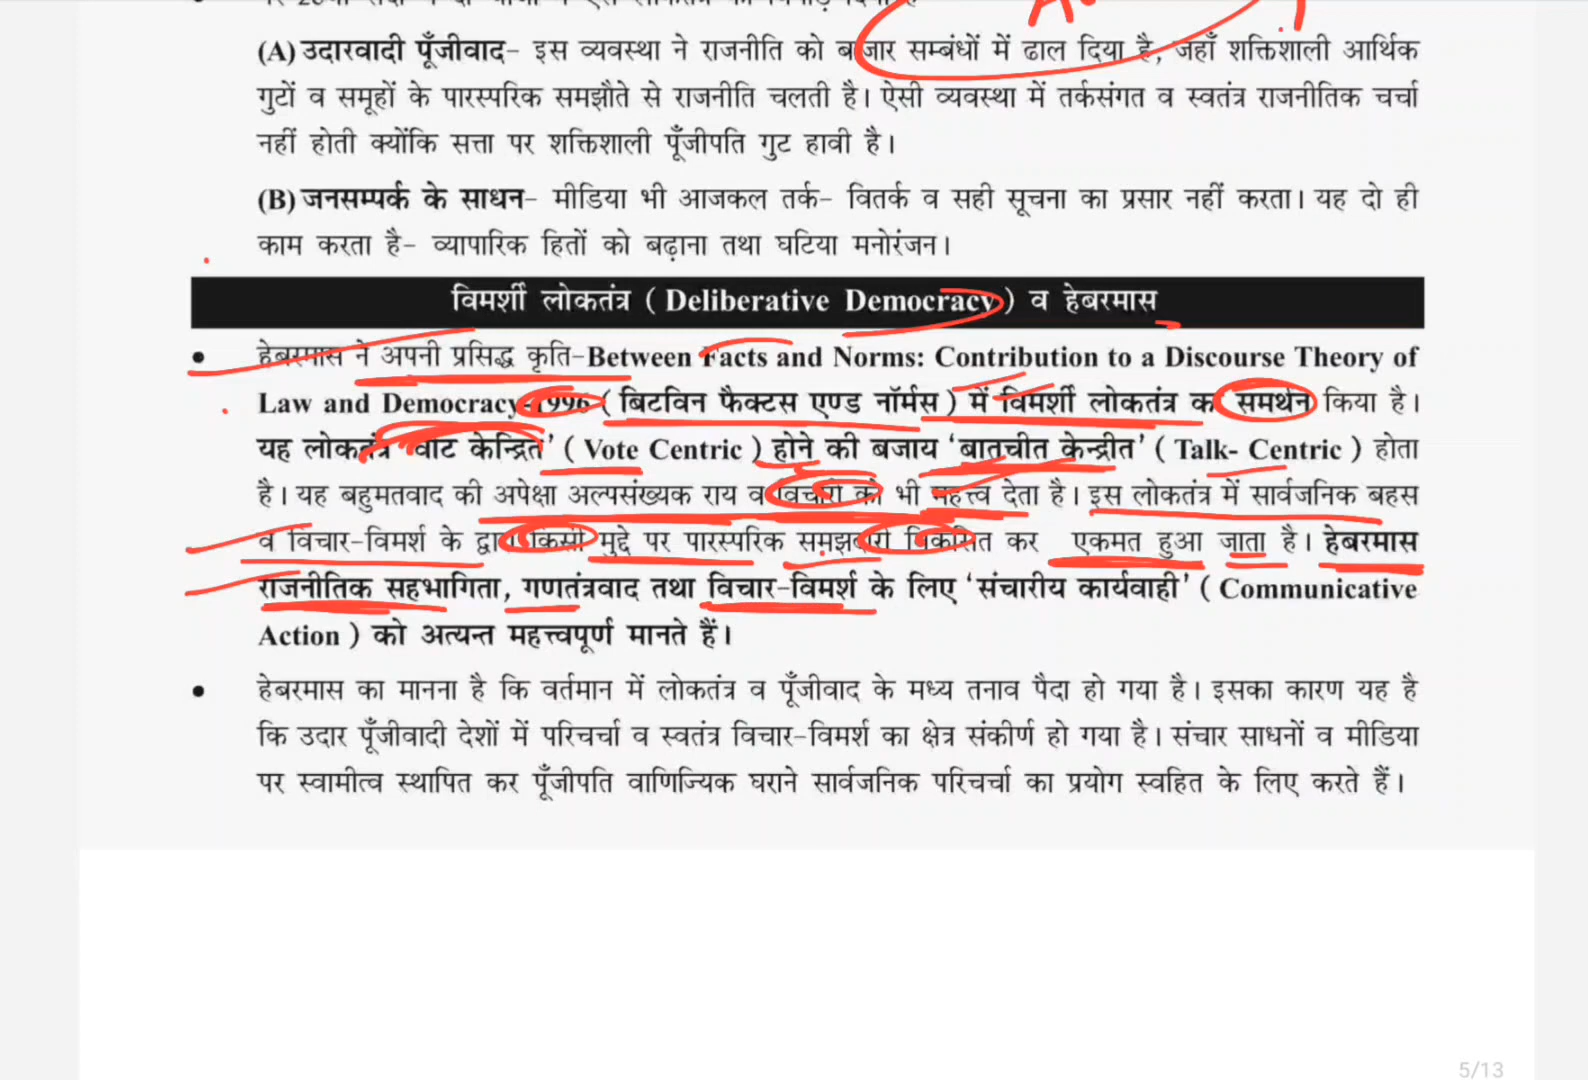 (A) उदारवादी पूँजीवाद- इस व्यवस्था ने राजनीति को बाजार सम्बंधों में ढाल दिया है, जहाँ शक्तिशाली आर्थिक
गुटों व समूहों के पारस्परिक समझौते से राजनीति चलती है। ऐसी व्यवस्था में तर्कसंगत व स्वतंत्र राजनीतिक चर्चा
नहीं होती क्योंकि सत्ता पर शक्तिशाली पूँजीपति गुट हावी है।
(B) जनसम्पर्क के साधन- मीडिया भी आजकल तर्क- वितर्क व सही सूचना का प्रसार नहीं करता। यह दो ही
काम करता है- व्यापारिक हितों को बढ़ाना तथा घटिया मनोरंजन।
विमर्शी लोकतंत्र ( Deliberative Democracy ) व हेबरमास
• हेबरमास ने अपनी प्रसिद्ध कृति-Between Facts and Norms: Contribution to a Discourse Theory of
Law and Democracy-1996 ( बिटविन फैक्टस एण्ड नॉर्मस ) में विमर्शी लोकतंत्र का समर्थन किया है।
यह लोकतंत्र 'वोट केन्द्रित' ( Vote Centric ) होने की बजाय 'बातचीत केन्द्रीत' ( Talk- Centric ) होता
है। यह बहुमतवाद की अपेक्षा अल्पसंख्यक राय व विचारों को भी महत्त्व देता है। इस लोकतंत्र में सार्वजनिक बहस
व विचार-विमर्श के द्वारा किसी मुद्दे पर पारस्परिक समझदारी विकसित कर एकमत हुआ जाता है। हेबरमास
राजनीतिक सहभागिता, गणतंत्रवाद तथा विचार-विमर्श के लिए 'संचारीय कार्यवाही' ( Communicative
Action ) को अत्यन्त महत्त्वपूर्ण मानते हैं।
• हेबरमास का मानना है कि वर्तमान में लोकतंत्र व पूँजीवाद के मध्य तनाव पैदा हो गया है। इसका कारण यह है
कि उदार पूँजीवादी देशों में परिचर्चा व स्वतंत्र विचार-विमर्श का क्षेत्र संकीर्ण हो गया है। संचार साधनों व मीडिया
पर स्वामीत्व स्थापित कर पूँजीपति वाणिज्यिक घराने सार्वजनिक परिचर्चा का प्रयोग स्वहित के लिए करते हैं।
5/13